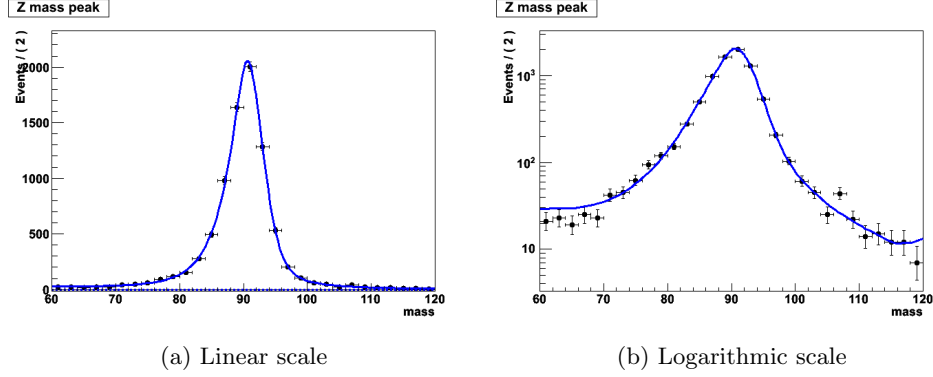 Z mass peak
Events / ( 2 )
2000
1500
1000
500
0
60 70 80 90 100 110 120
mass
(a) Linear scale
Z mass peak
Events / ( 2 )
10³
10²
10
60 70 80 90 100 110 120
mass
(b) Logarithmic scale